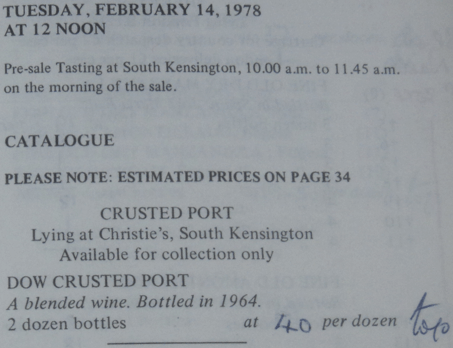 TUESDAY, FEBRUARY 14, 1978
AT 12 NOON
Pre-sale Tasting at South Kensington, 10.00 a.m. to 11.45 a.m.
on the morning of the sale.
CATALOGUE
PLEASE NOTE: ESTIMATED PRICES ON PAGE 34
CRUSTED PORT
Lying at Christie's, South Kensington
Available for collection only
DOW CRUSTED PORT
A blended wine. Bottled in 1964.
2 dozen bottles at 40 per dozen